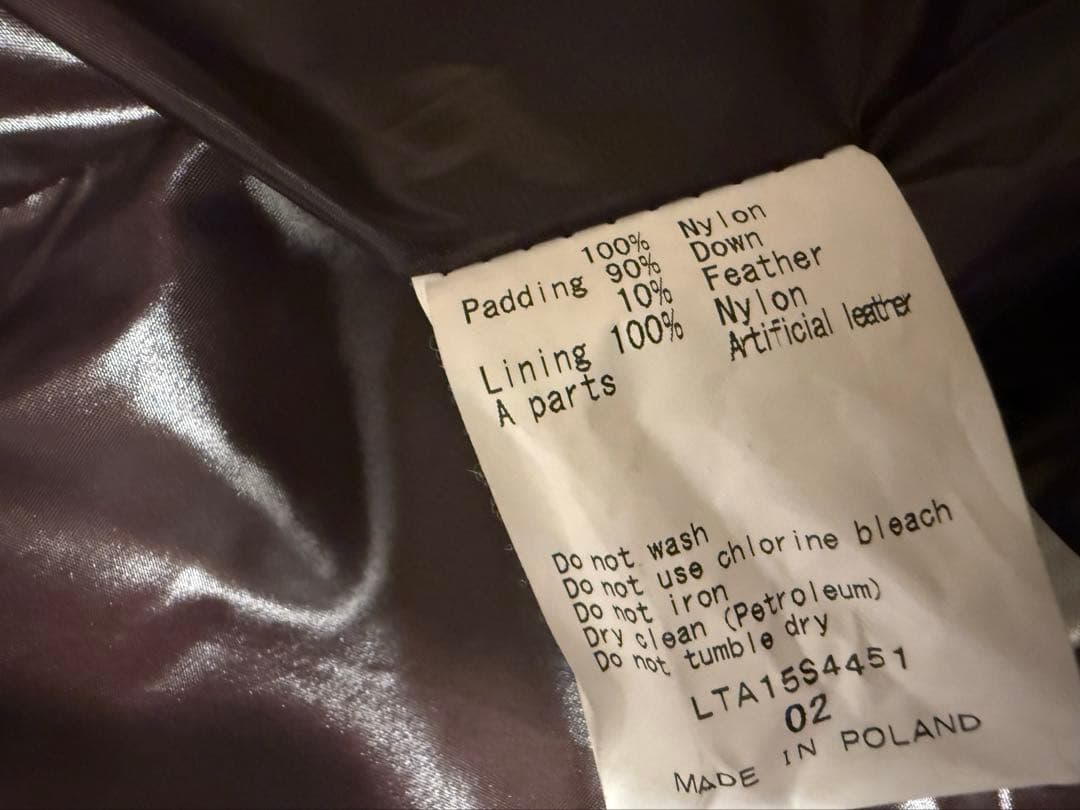 100% Nylon
Padding 90% Down
10% Feather
Lining 100% Nylon
A parts Artificial leather
Do not wash
Do not use chlorine bleach
Do not iron
Dry clean (Petroleum)
Do not tumble dry
LTA15S4451
02
MADE IN POLAND